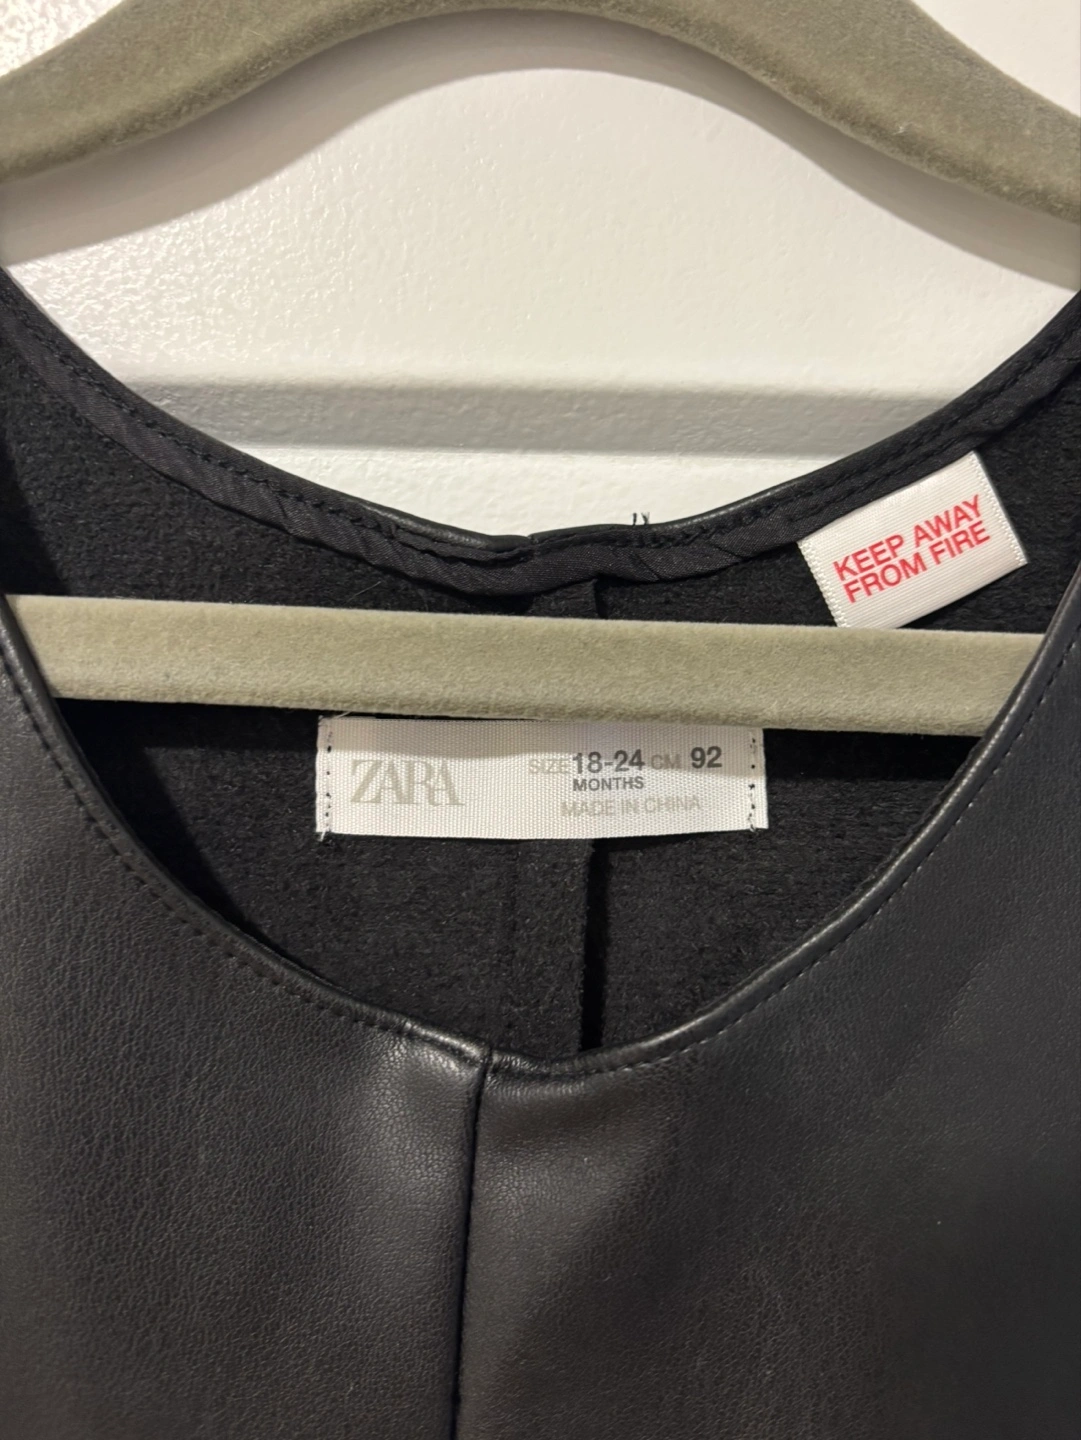 KEEP AWAY
FROM FIRE
ZARA
SIZE 18-24 CM 92
MONTHS
MADE IN CHINA